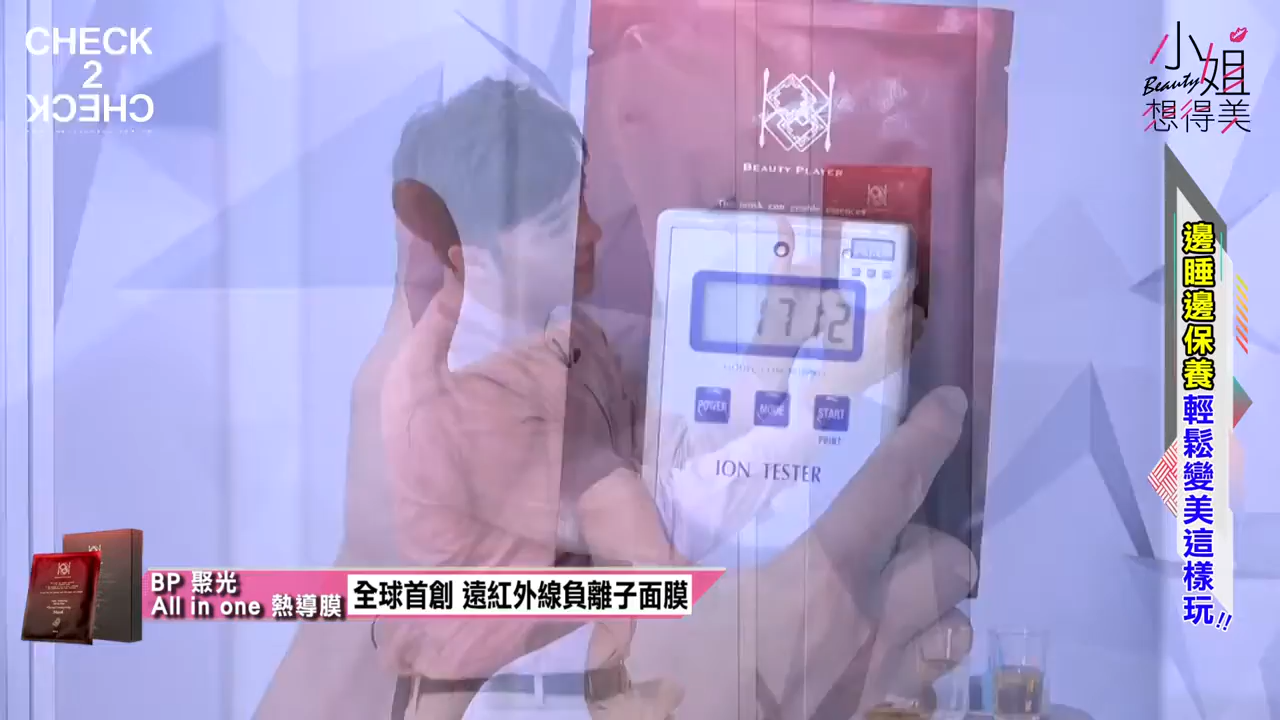 CHECK
2
CHECK
小姐
Beauty
想得美
BEAUTY PLAYER
ION
1712
POWER
MODE
START
PRINT
ION TESTER
邊睡邊保養輕鬆變美這樣玩!!
BP 聚光
All in one 熱導膜
全球首創 遠紅外線負離子面膜